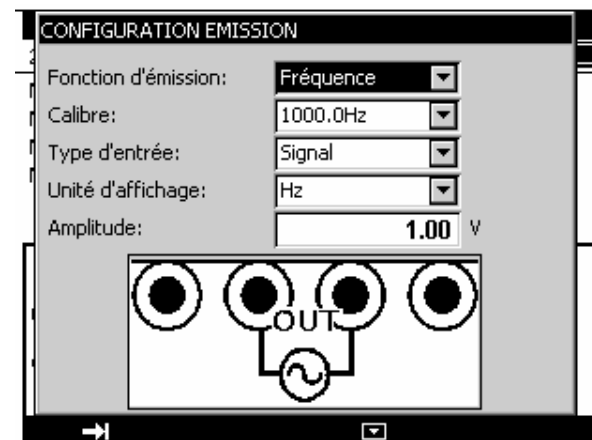 CONFIGURATION EMISSION
Fonction d'émission: Fréquence
Calibre: 1000.0Hz
Type d'entrée: Signal
Unité d'affichage: Hz
Amplitude: 1.00 V
OUT